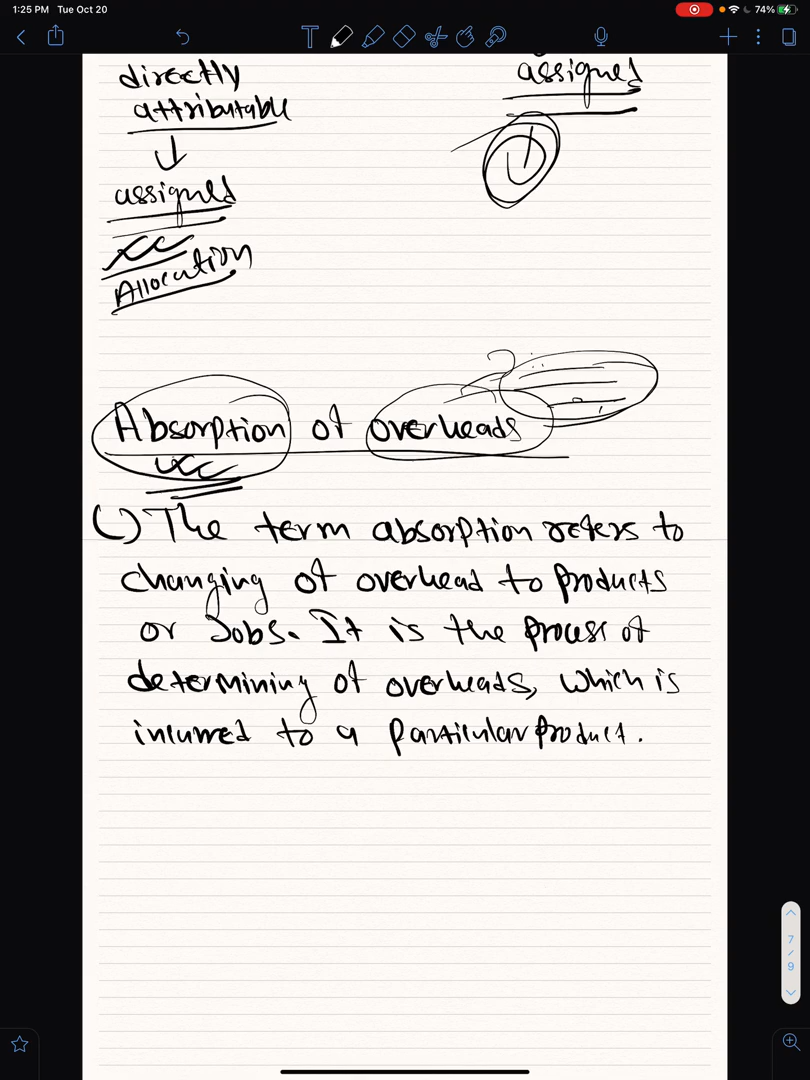 1:25 PM Tue Oct 20
74%
directly
attributable
assigned
Allocation
assigned
Absorption of overheads
The term absorption refers to
changing of overhead to products
or Jobs. It is the process of
determining of overheads, which is
incurred to a particular product.
7
/
9